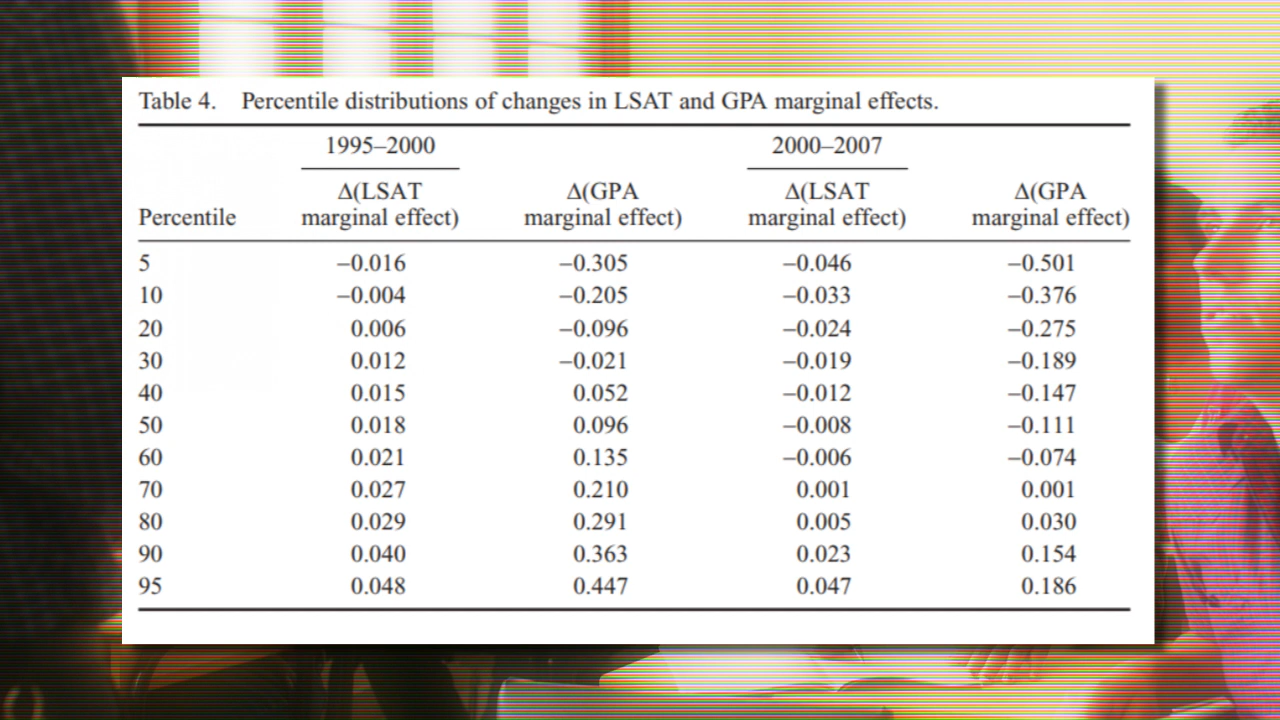 Table 4. Percentile distributions of changes in LSAT and GPA marginal effects.
1995–2000 2000–2007
Δ(LSAT Δ(GPA Δ(LSAT Δ(GPA
Percentile marginal effect) marginal effect) marginal effect) marginal effect)
5 –0.016 –0.305 –0.046 –0.501
10 –0.004 –0.205 –0.033 –0.376
20 0.006 –0.096 –0.024 –0.275
30 0.012 –0.021 –0.019 –0.189
40 0.015 0.052 –0.012 –0.147
50 0.018 0.096 –0.008 –0.111
60 0.021 0.135 –0.006 –0.074
70 0.027 0.210 0.001 0.001
80 0.029 0.291 0.005 0.030
90 0.040 0.363 0.023 0.154
95 0.048 0.447 0.047 0.186